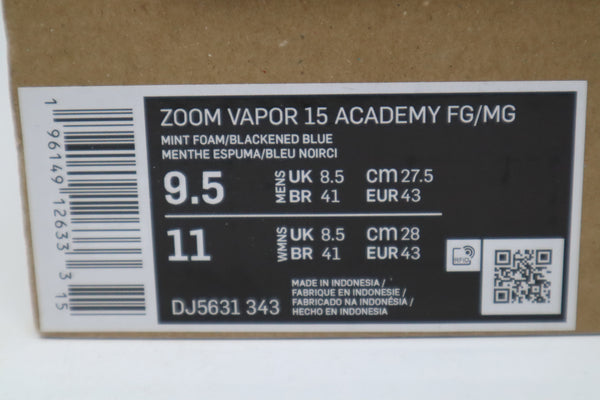 ZOOM VAPOR 15 ACADEMY FG/MG
MINT FOAM/BLACKENED BLUE
MENTHE ESPUMA/BLEU NOIRCI
9.5 MENS UK 8.5 CM 27.5
BR 41 EUR 43
11 WMNS UK 8.5 CM 28
BR 41 EUR 43
DJ5631 343
MADE IN INDONESIA /
FABRIQUE EN INDONESIE /
FABRICADO NA INDONÉSIA /
HECHO EN INDONESIA
RFID
1 96149 12633 3 15